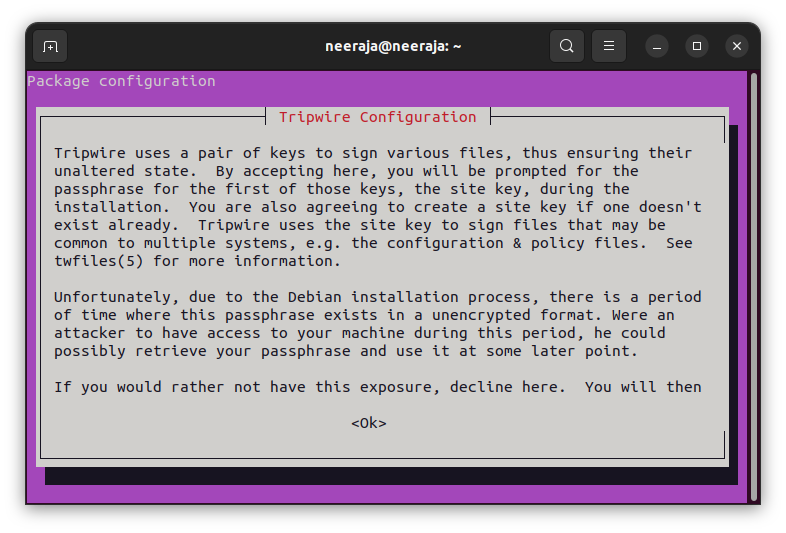 neeraja@neeraja: ~
Package configuration
Tripwire Configuration
Tripwire uses a pair of keys to sign various files, thus ensuring their
unaltered state.  By accepting here, you will be prompted for the
passphrase for the first of those keys, the site key, during the
installation.  You are also agreeing to create a site key if one doesn't
exist already.  Tripwire uses the site key to sign files that may be
common to multiple systems, e.g. the configuration & policy files.  See
twfiles(5) for more information.
Unfortunately, due to the Debian installation process, there is a period
of time where this passphrase exists in a unencrypted format. Were an
attacker to have access to your machine during this period, he could
possibly retrieve your passphrase and use it at some later point.
If you would rather not have this exposure, decline here.  You will then
<Ok>